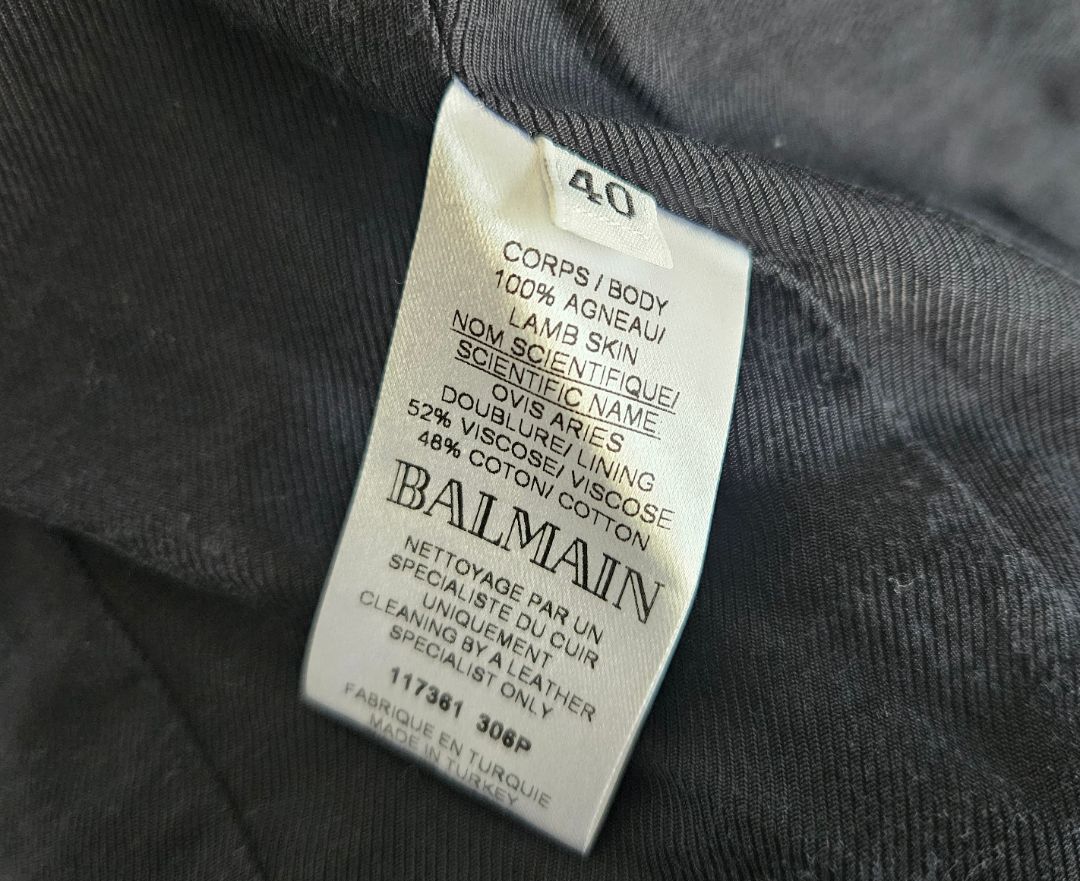 40
CORPS / BODY
100% AGNEAU/
LAMB SKIN
NOM SCIENTIFIQUE/
SCIENTIFIC NAME
OVIS ARIES
DOUBLURE/ LINING
52% VISCOSE/ VISCOSE
48% COTON/ COTTON
BALMAIN
NETTOYAGE PAR UN
SPECIALISTE DU CUIR
UNIQUEMENT
CLEANING BY A LEATHER
SPECIALIST ONLY
117361 306P
FABRIQUE EN TURQUIE
MADE IN TURKEY